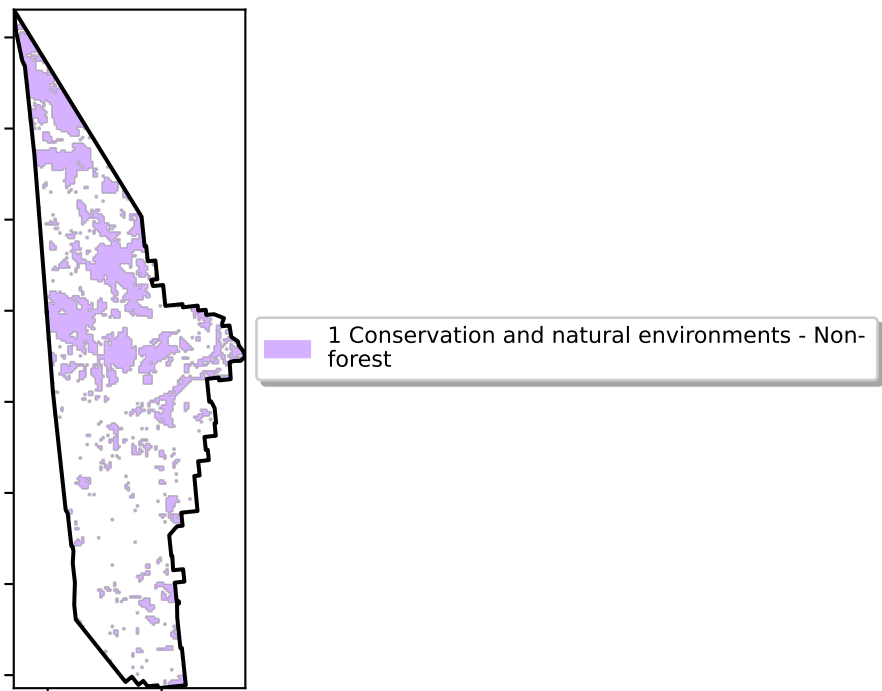 1 Conservation and natural environments - Non-
forest